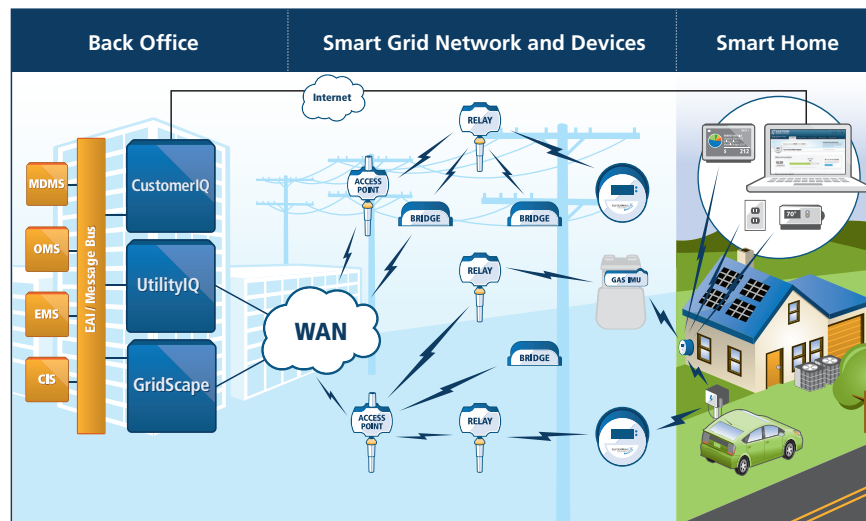 Back Office
Smart Grid Network and Devices
Smart Home
Internet
RELAY
MDMS
CustomerIQ
ACCESS
POINT
BRIDGE
BRIDGE
212
70°
OMS
EAI / Message Bus
UtilityIQ
RELAY
GAS IMU
EMS
WAN
BRIDGE
CIS
GridScape
ACCESS
POINT
RELAY